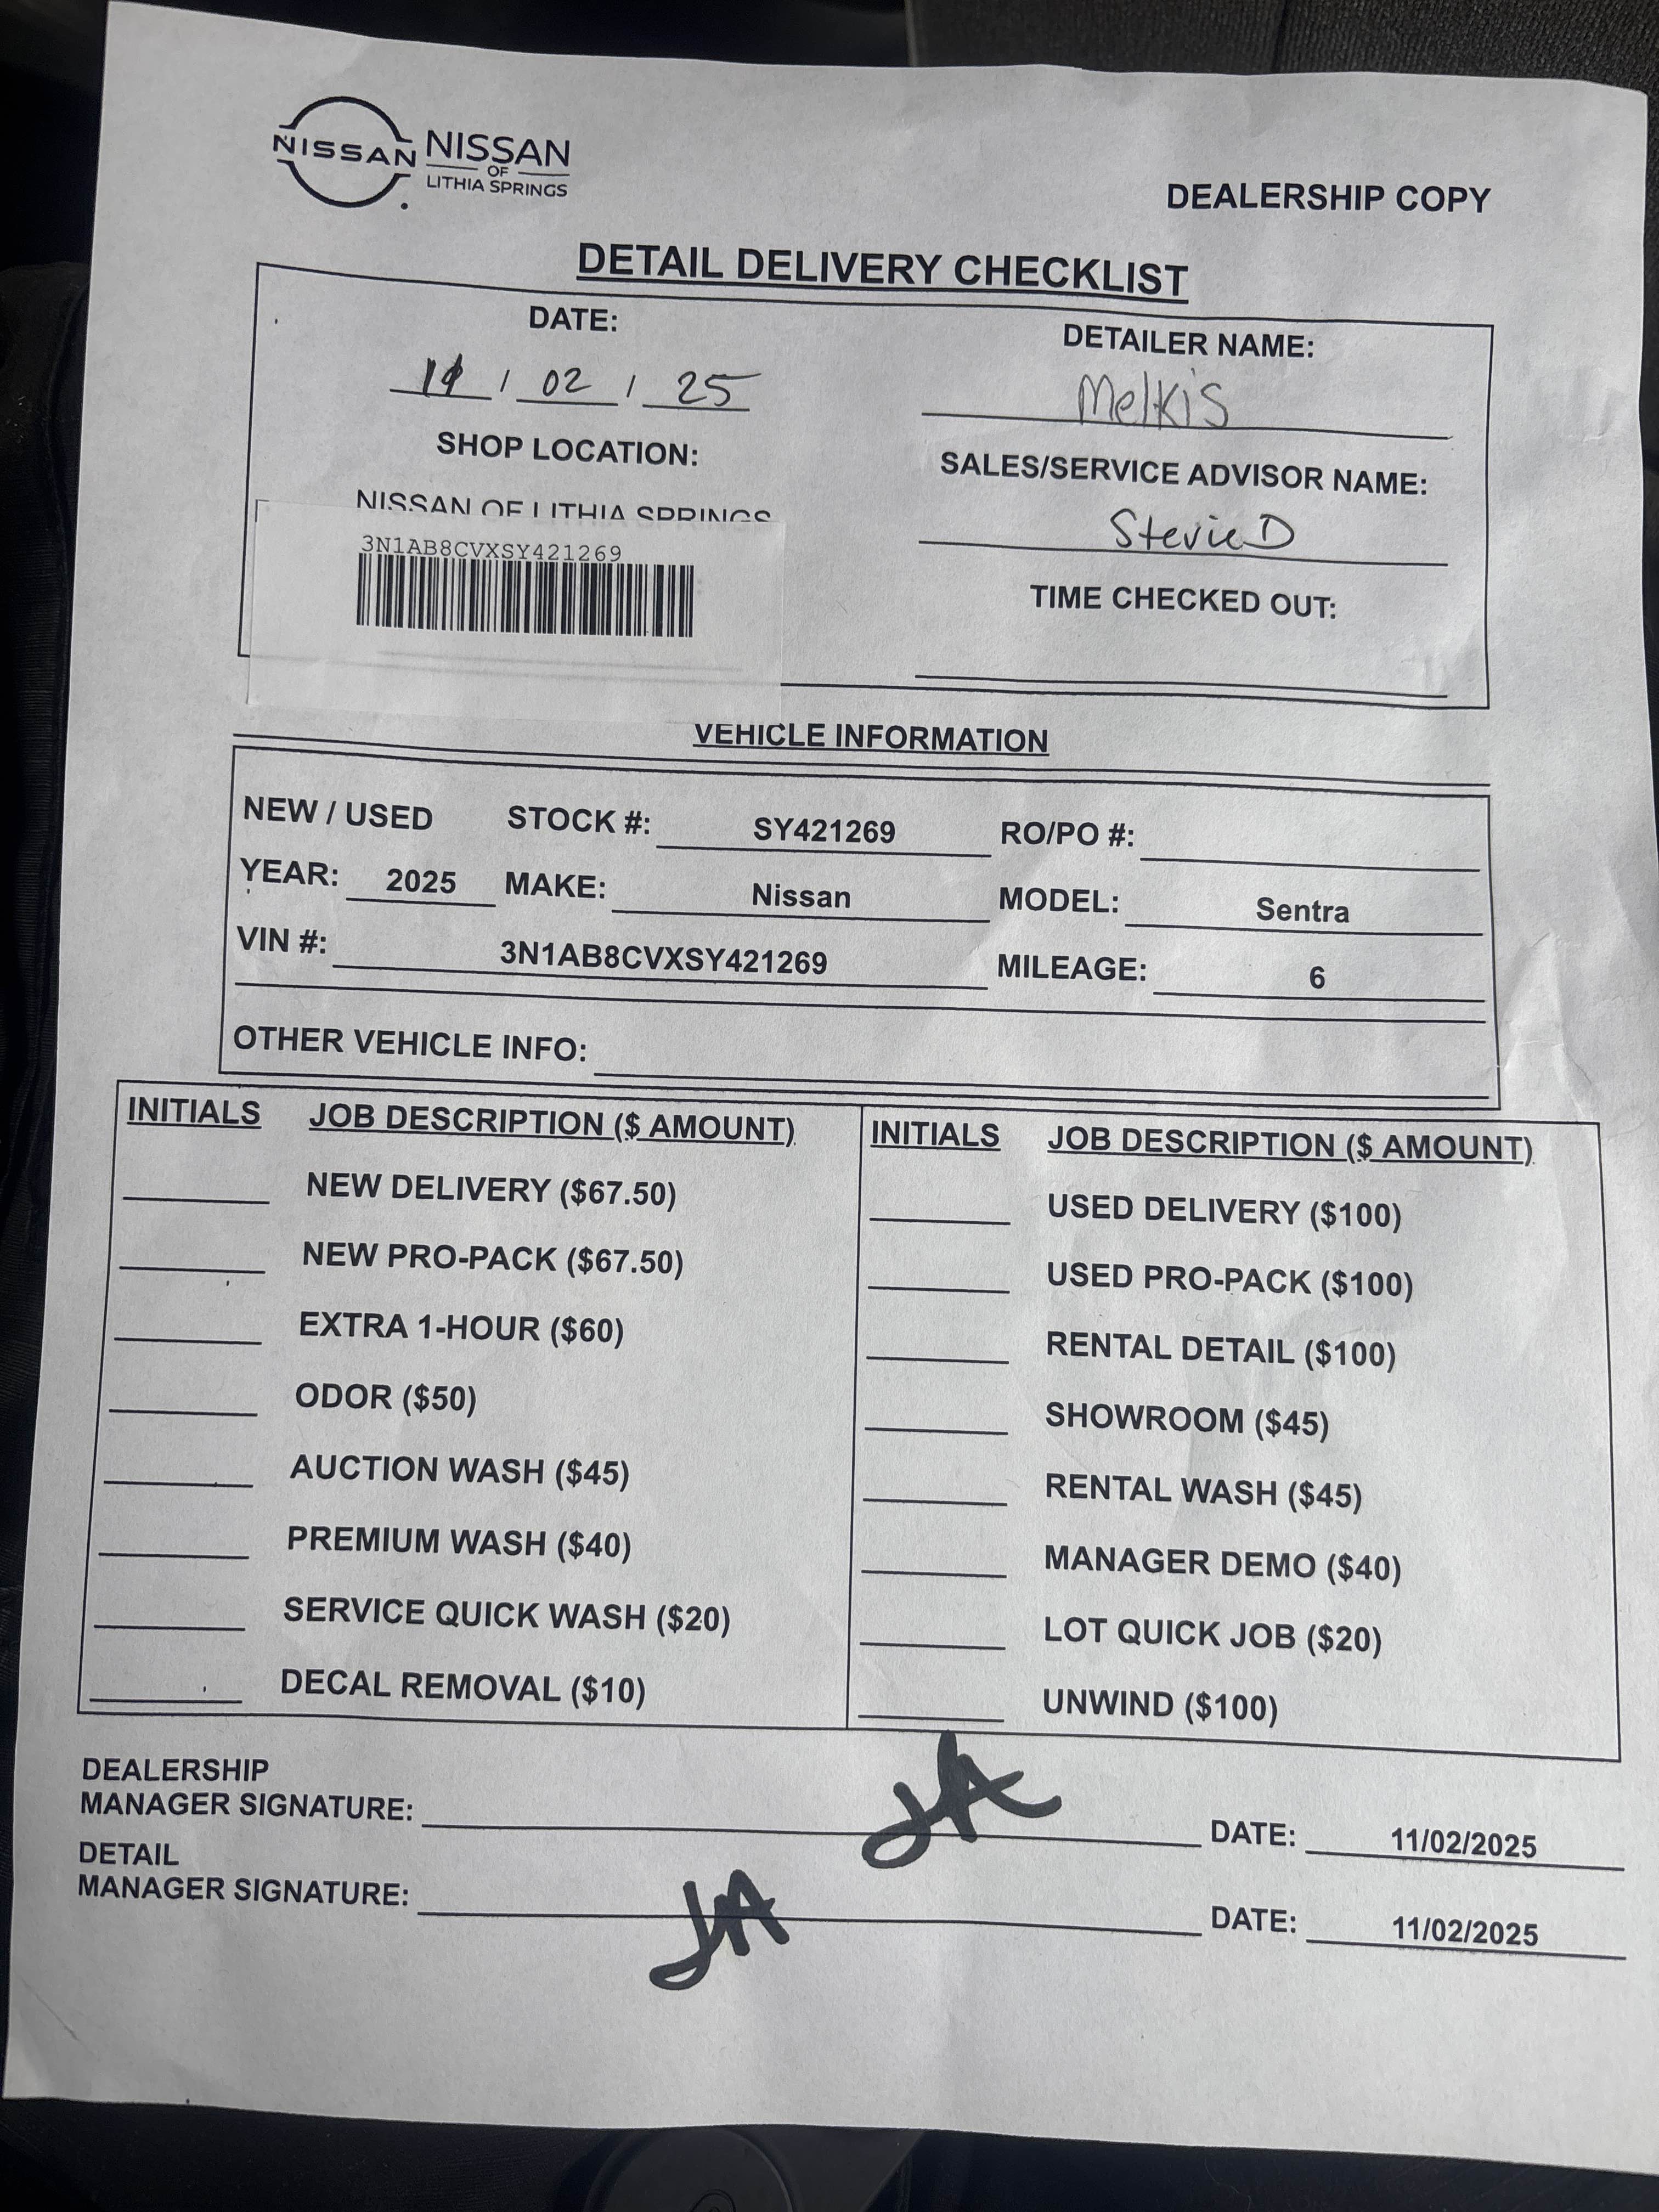 NISSAN NISSAN
OF
LITHIA SPRINGS
DEALERSHIP COPY
DETAIL DELIVERY CHECKLIST
DATE:
11 / 02 / 25
DETAILER NAME:
Melkis
SHOP LOCATION:
NISSAN OF LITHIA SPRINGS
SALES/SERVICE ADVISOR NAME:
Stevie D
3N1AB8CVXSY421269
TIME CHECKED OUT:
VEHICLE INFORMATION
NEW / USED STOCK #: SY421269 RO/PO #:
YEAR: 2025 MAKE: Nissan MODEL: Sentra
VIN #: 3N1AB8CVXSY421269 MILEAGE: 6
OTHER VEHICLE INFO:
INITIALS JOB DESCRIPTION ($ AMOUNT)
NEW DELIVERY ($67.50)
NEW PRO-PACK ($67.50)
EXTRA 1-HOUR ($60)
ODOR ($50)
AUCTION WASH ($45)
PREMIUM WASH ($40)
SERVICE QUICK WASH ($20)
DECAL REMOVAL ($10)
INITIALS JOB DESCRIPTION ($ AMOUNT)
USED DELIVERY ($100)
USED PRO-PACK ($100)
RENTAL DETAIL ($100)
SHOWROOM ($45)
RENTAL WASH ($45)
MANAGER DEMO ($40)
LOT QUICK JOB ($20)
UNWIND ($100)
DEALERSHIP
MANAGER SIGNATURE: JA DATE: 11/02/2025
DETAIL
MANAGER SIGNATURE: JA DATE: 11/02/2025